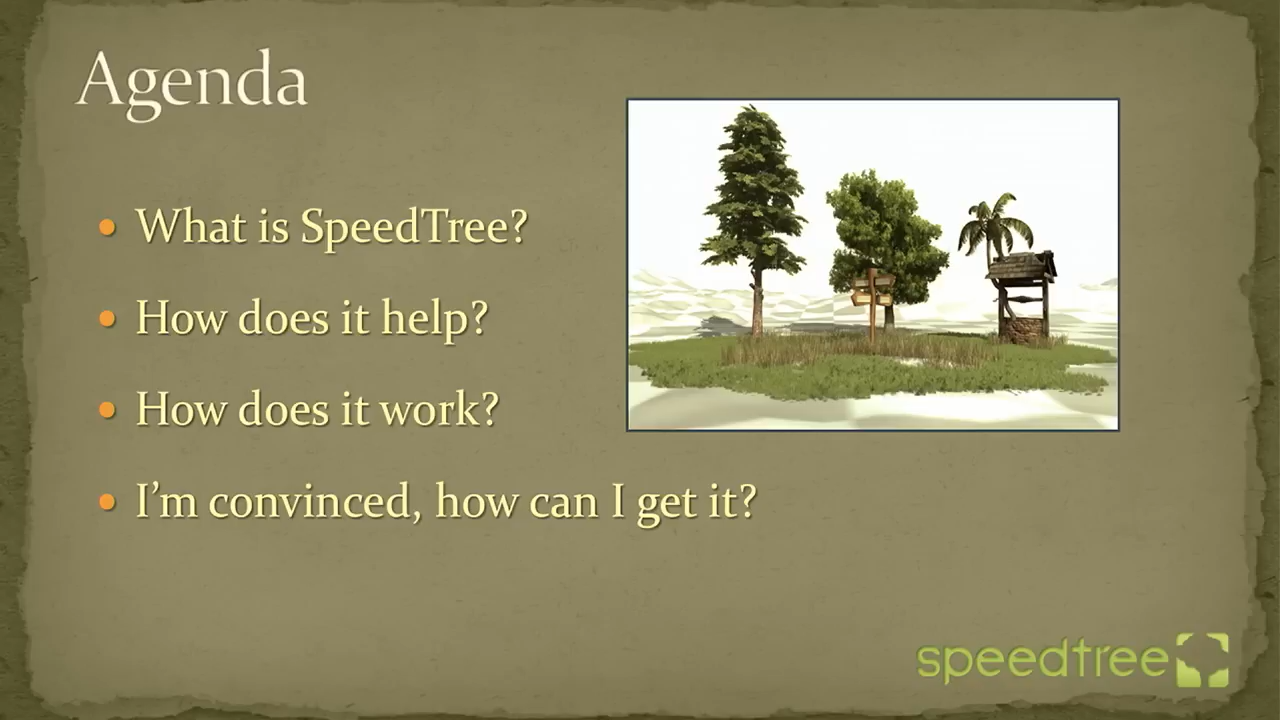 Agenda
What is SpeedTree?
How does it help?
How does it work?
I’m convinced, how can I get it?
speedtree